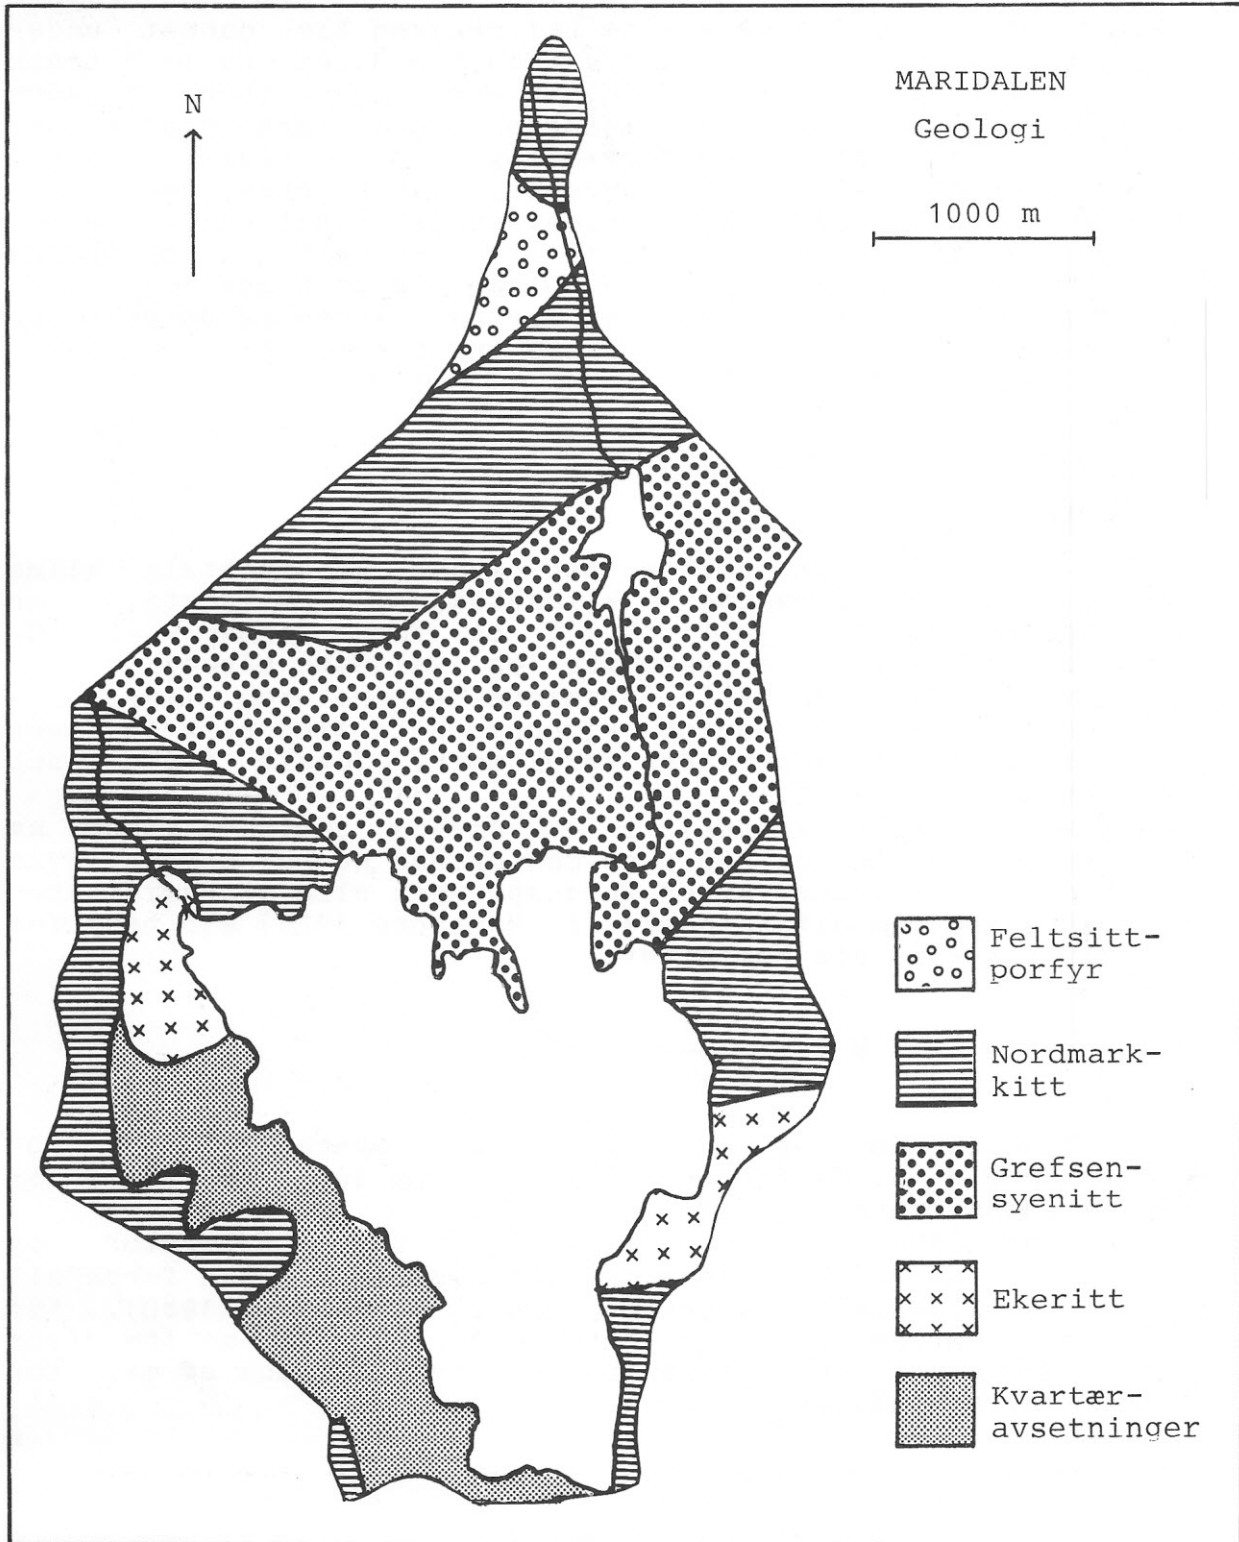 MARIDALEN
Geologi
N
1000 m
Feltsitt-
porfyr
Nordmark-
kitt
Grefsen-
syenitt
Ekeritt
Kvartær-
avsetninger